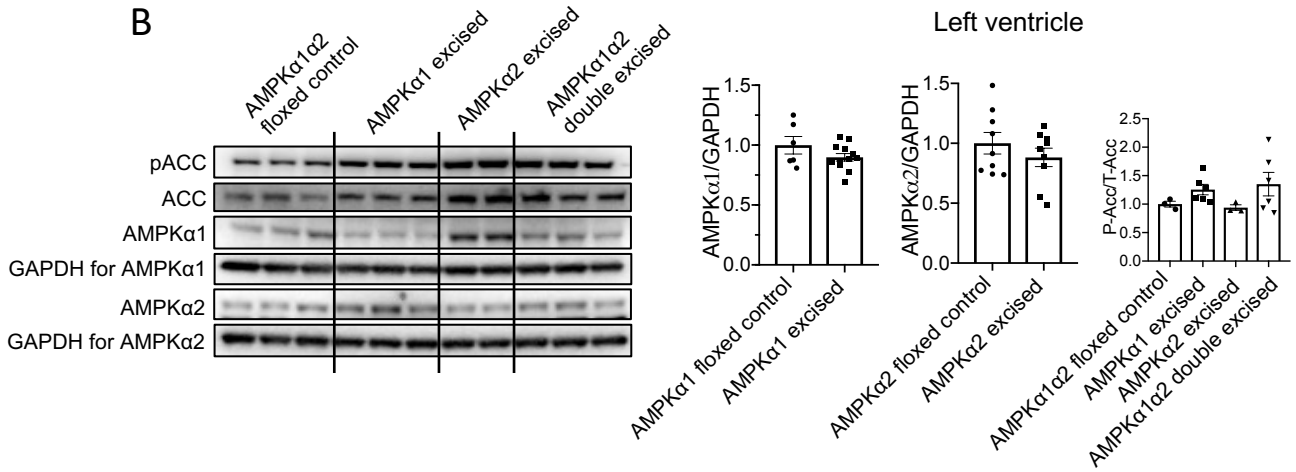 B
AMPKα1α2
floxed control
AMPKα1 excised
AMPKα2 excised
AMPKα1α2
double excised
pACC
ACC
AMPKα1
GAPDH for AMPKα1
AMPKα2
GAPDH for AMPKα2
Left ventricle
AMPKα1/GAPDH
1.5
1.0
0.5
0.0
AMPKα1 floxed control
AMPKα1 excised
AMPKα2/GAPDH
1.5
1.0
0.5
0.0
AMPKα2 floxed control
AMPKα2 excised
P-Acc/T-Acc
2.5
2.0
1.5
1.0
0.5
0.0
AMPKα1α2 floxed control
AMPKα1 excised
AMPKα2 excised
AMPKα1α2 double excised